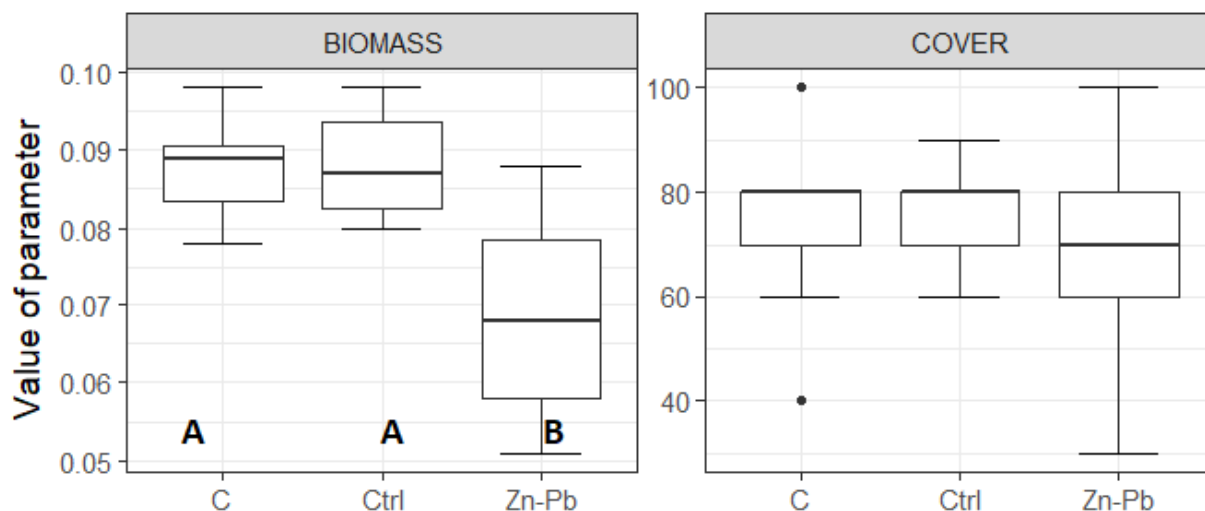 BIOMASS
COVER
Value of parameter
0.10
0.09
0.08
0.07
0.06
0.05
A
A
B
C
Ctrl
Zn-Pb
100
80
60
40
C
Ctrl
Zn-Pb